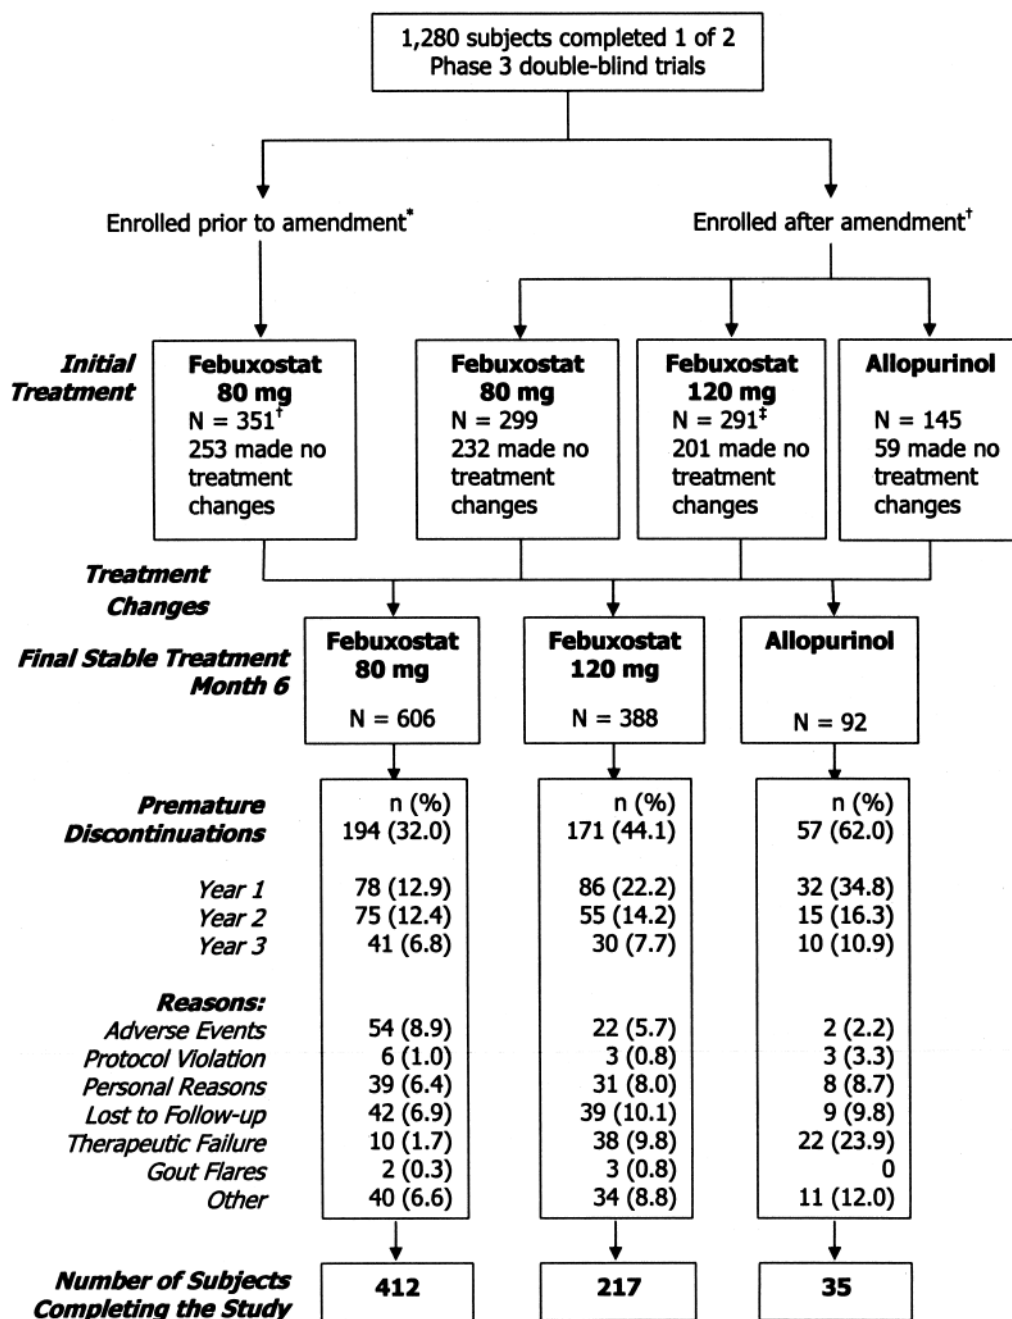 1,280 subjects completed 1 of 2
Phase 3 double-blind trials
Enrolled prior to amendment*
Enrolled after amendment†
Initial
Treatment
Febuxostat
80 mg
N = 351†
253 made no
treatment
changes
Febuxostat
80 mg
N = 299
232 made no
treatment
changes
Febuxostat
120 mg
N = 291‡
201 made no
treatment
changes
Allopurinol
N = 145
59 made no
treatment
changes
Treatment
Changes
Final Stable Treatment
Month 6
Febuxostat
80 mg
N = 606
Febuxostat
120 mg
N = 388
Allopurinol
N = 92
n (%) n (%) n (%)
Premature
Discontinuations 194 (32.0) 171 (44.1) 57 (62.0)
Year 1 78 (12.9) 86 (22.2) 32 (34.8)
Year 2 75 (12.4) 55 (14.2) 15 (16.3)
Year 3 41 (6.8) 30 (7.7) 10 (10.9)
Reasons:
Adverse Events 54 (8.9) 22 (5.7) 2 (2.2)
Protocol Violation 6 (1.0) 3 (0.8) 3 (3.3)
Personal Reasons 39 (6.4) 31 (8.0) 8 (8.7)
Lost to Follow-up 42 (6.9) 39 (10.1) 9 (9.8)
Therapeutic Failure 10 (1.7) 38 (9.8) 22 (23.9)
Gout Flares 2 (0.3) 3 (0.8) 0
Other 40 (6.6) 34 (8.8) 11 (12.0)
Number of Subjects
Completing the Study
412 217 35